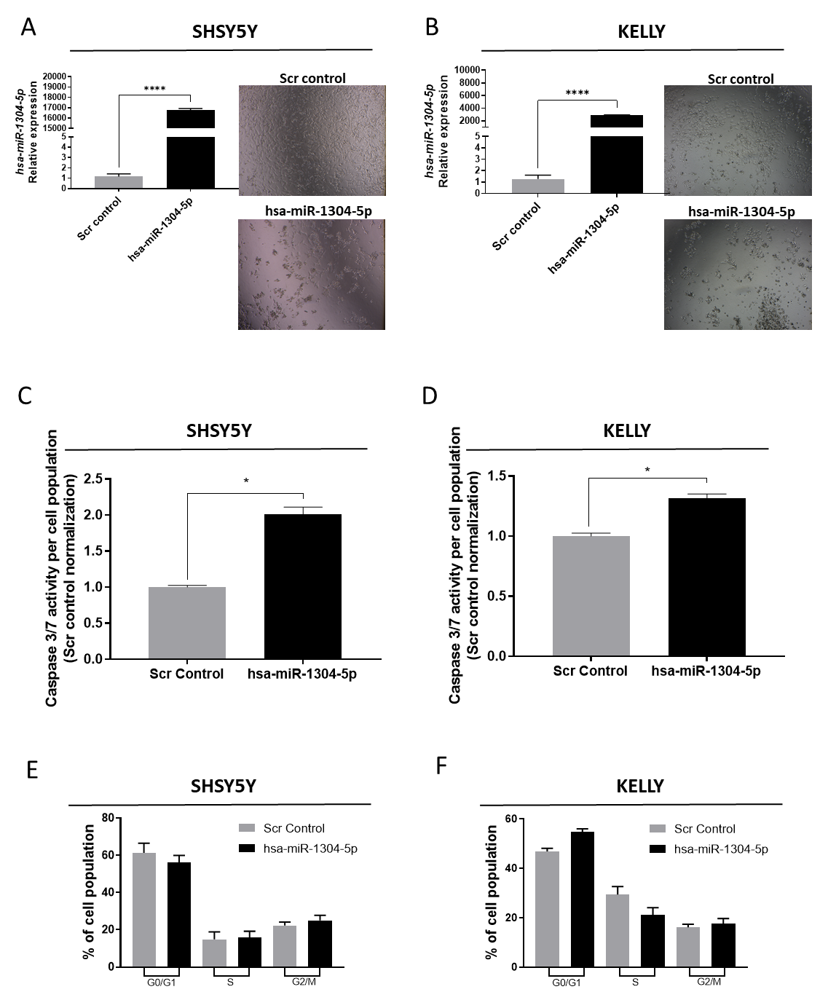 A
SHSY5Y
hsa-miR-1304-5p
Relative expression
20000
19000
18000
17000
16000
15000
5
4
3
2
1
0
****
Scr control
hsa-miR-1304-5p
Scr control
hsa-miR-1304-5p
B
KELLY
hsa-miR-1304-5p
Relative expression
10000
8000
6000
4000
2000
5
4
3
2
1
0
****
Scr control
hsa-miR-1304-5p
Scr control
hsa-miR-1304-5p
C
SHSY5Y
Caspase 3/7 activity per cell population
(Scr control normalization)
2.5
2.0
1.5
1.0
0.5
0.0
*
Scr Control
hsa-miR-1304-5p
D
KELLY
Caspase 3/7 activity per cell population
(Scr control normalization)
1.5
1.0
0.5
0.0
*
Scr Control
hsa-miR-1304-5p
E
SHSY5Y
% of cell population
80
60
40
20
0
Scr Control
hsa-miR-1304-5p
G0/G1
S
G2/M
F
KELLY
% of cell population
60
40
20
0
Scr Control
hsa-miR-1304-5p
G0/G1
S
G2/M